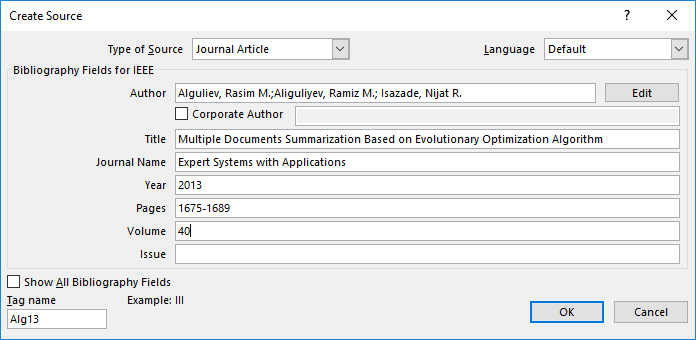 Create Source
Type of Source Journal Article Language Default
Bibliography Fields for IEEE
Author Alguliev, Rasim M.;Aliguliyev, Ramiz M.; Isazade, Nijat R. Edit
Corporate Author
Title Multiple Documents Summarization Based on Evolutionary Optimization Algorithm
Journal Name Expert Systems with Applications
Year 2013
Pages 1675-1689
Volume 40
Issue
Show All Bibliography Fields
Tag name Example: III
Alg13 OK Cancel